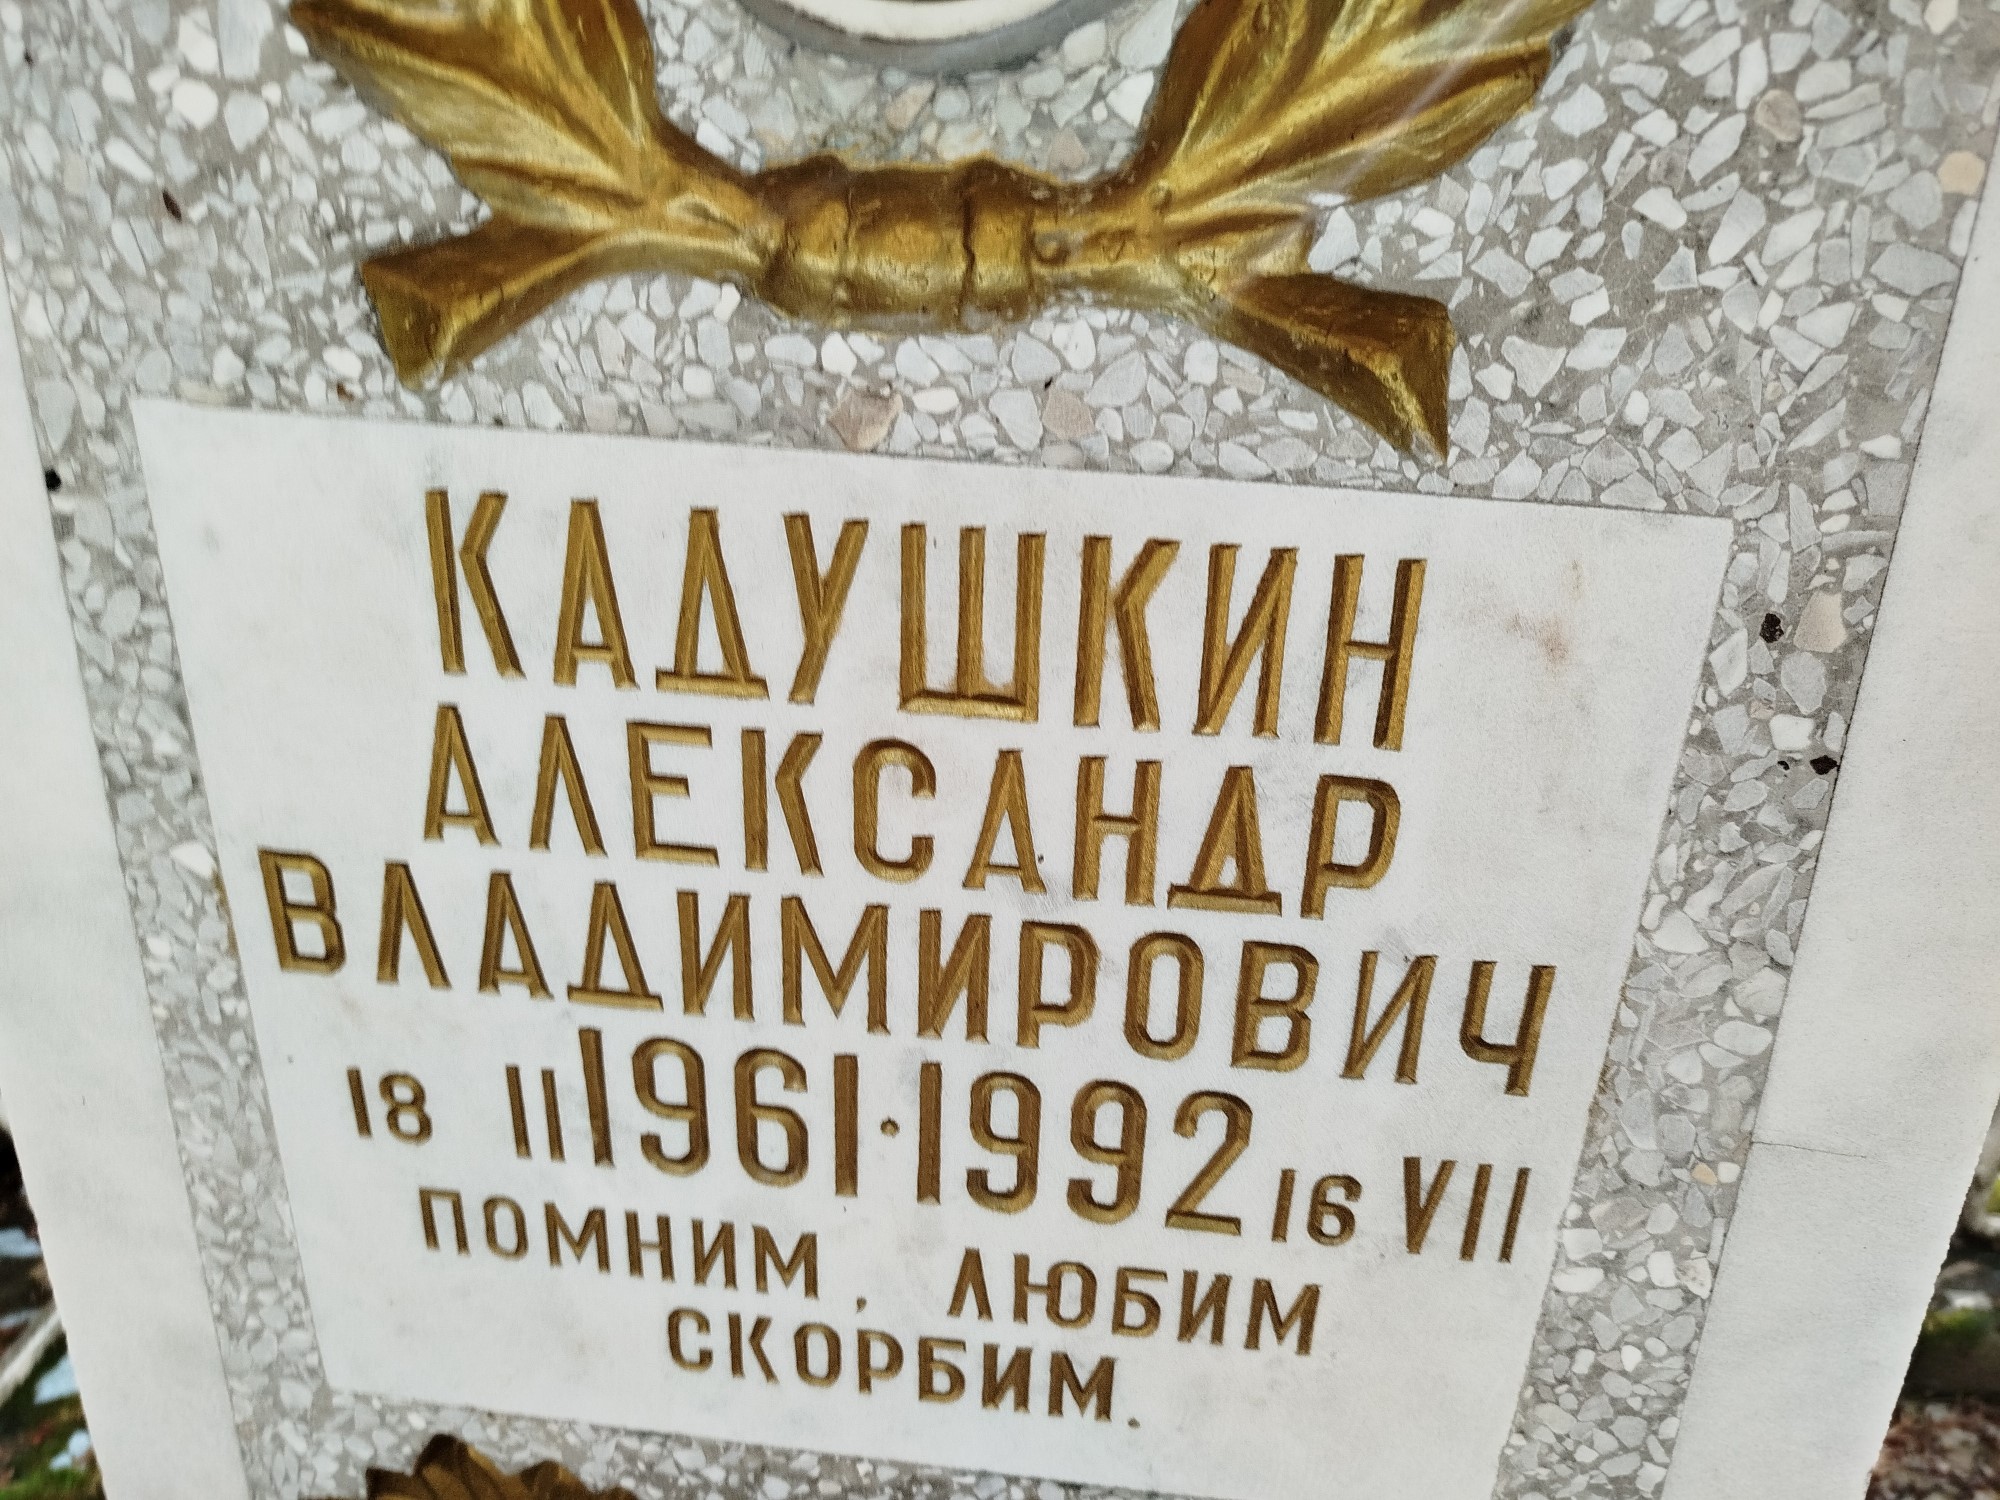 КАДУШКИН
АЛЕКСАНДР
ВЛАДИМИРОВИЧ
18 II 1961·1992 16 VII
ПОМНИМ, ЛЮБИМ
СКОРБИМ.